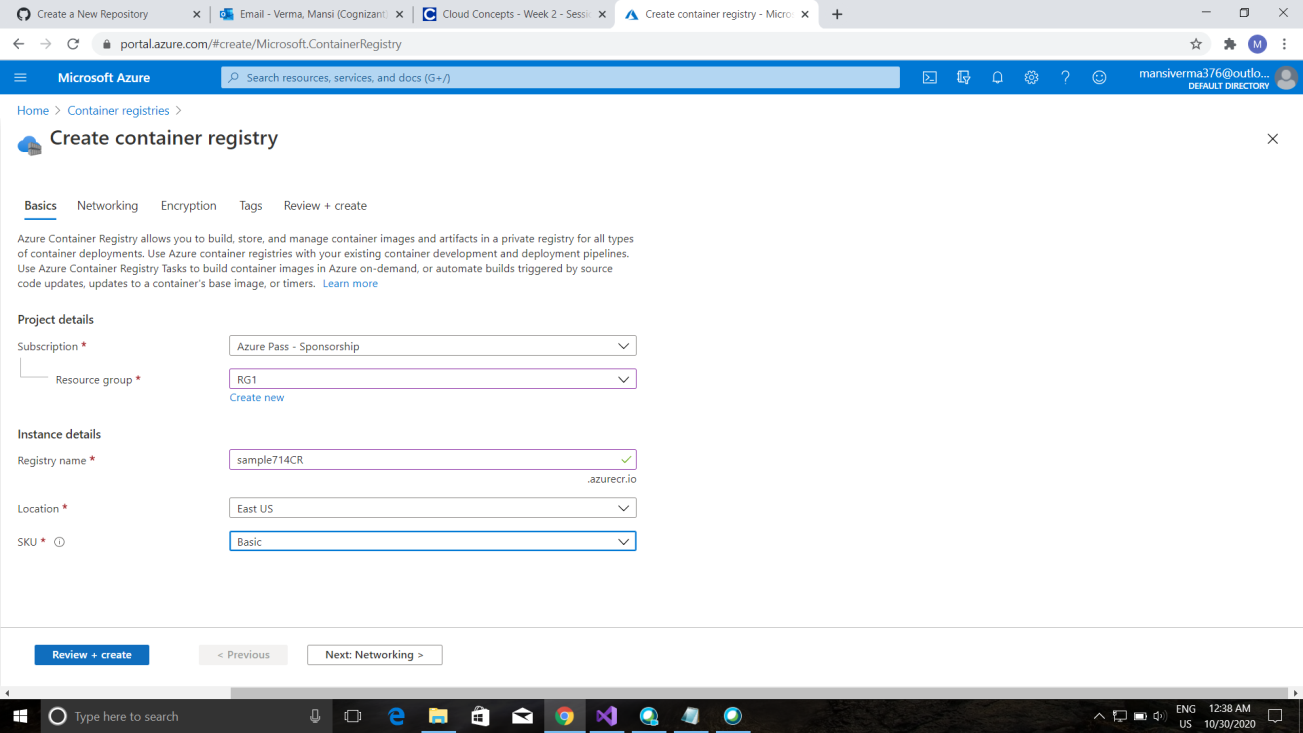 Create a New Repository
Email - Verma, Mansi (Cognizant)
Cloud Concepts - Week 2 - Sessi
Create container registry - Micro
portal.azure.com/#create/Microsoft.ContainerRegistry
M
Microsoft Azure
Search resources, services, and docs (G+/)
mansiverma376@outlo...
DEFAULT DIRECTORY
Home > Container registries >
Create container registry
Basics Networking Encryption Tags Review + create
Azure Container Registry allows you to build, store, and manage container images and artifacts in a private registry for all types
of container deployments. Use Azure container registries with your existing container development and deployment pipelines.
Use Azure Container Registry Tasks to build container images in Azure on-demand, or automate builds triggered by source
code updates, updates to a container's base image, or timers. Learn more
Project details
Subscription * Azure Pass - Sponsorship
Resource group * RG1
Create new
Instance details
Registry name * sample714CR
.azurecr.io
Location * East US
SKU * Basic
Review + create < Previous Next: Networking >
Type here to search
ENG
US
12:38 AM
10/30/2020